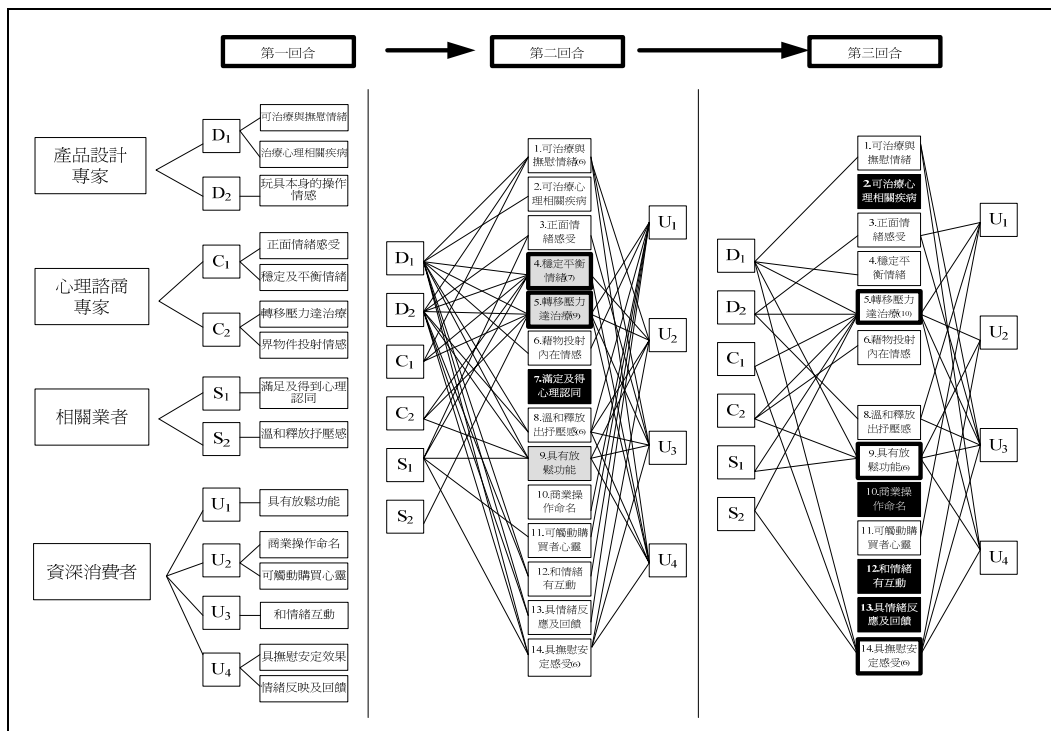 第一回合
第二回合
第三回合
產品設計
專家
D1
可治療與撫慰情緒
治療心理相關疾病
D2
玩具本身的操作
情感
心理諮商
專家
C1
正面情緒感受
穩定及平衡情緒
C2
轉移壓力達治療
界物件投射情感
相關業者
S1
滿足及得到心理
認同
S2
溫和釋放抒壓感
資深消費者
U1
具有放鬆功能
U2
商業操作命名
可觸動購買心靈
U3
和情緒互動
U4
具撫慰安定效果
情緒反映及回饋
D1
D2
C1
C2
S1
S2
1.可治療與
撫慰情緒(6)
2.可治療心
理相關疾病
3.正面情
緒感受
4.穩定平衡
情緒(7)
5.轉移壓力
達治療(9)
6.藉物投射
內在情感
7.滿定及得
心理認同
8.溫和釋放
出抒壓感(6)
9.具有放
鬆功能
10.商業操
作命名
11.可觸動購
買者心靈
12.和情緒
有互動
13.具情緒反
應及回饋
14.具撫慰安
定感受(6)
U1
U2
U3
U4
D1
D2
C1
C2
S1
S2
1.可治療與
撫慰情緒
2.可治療心
理相關疾病
3.正面情
緒感受
4.穩定平
衡情緒
5.轉移壓力
達治療(10)
6.藉物投射
內在情感
8.溫和釋放
出抒壓感
9.具有放
鬆功能(6)
10.商業操
作命名
11.可觸動購
買者心靈
12.和情緒
有互動
13.具情緒反
應及回饋
14.具撫慰安
定感受(6)
U1
U2
U3
U4